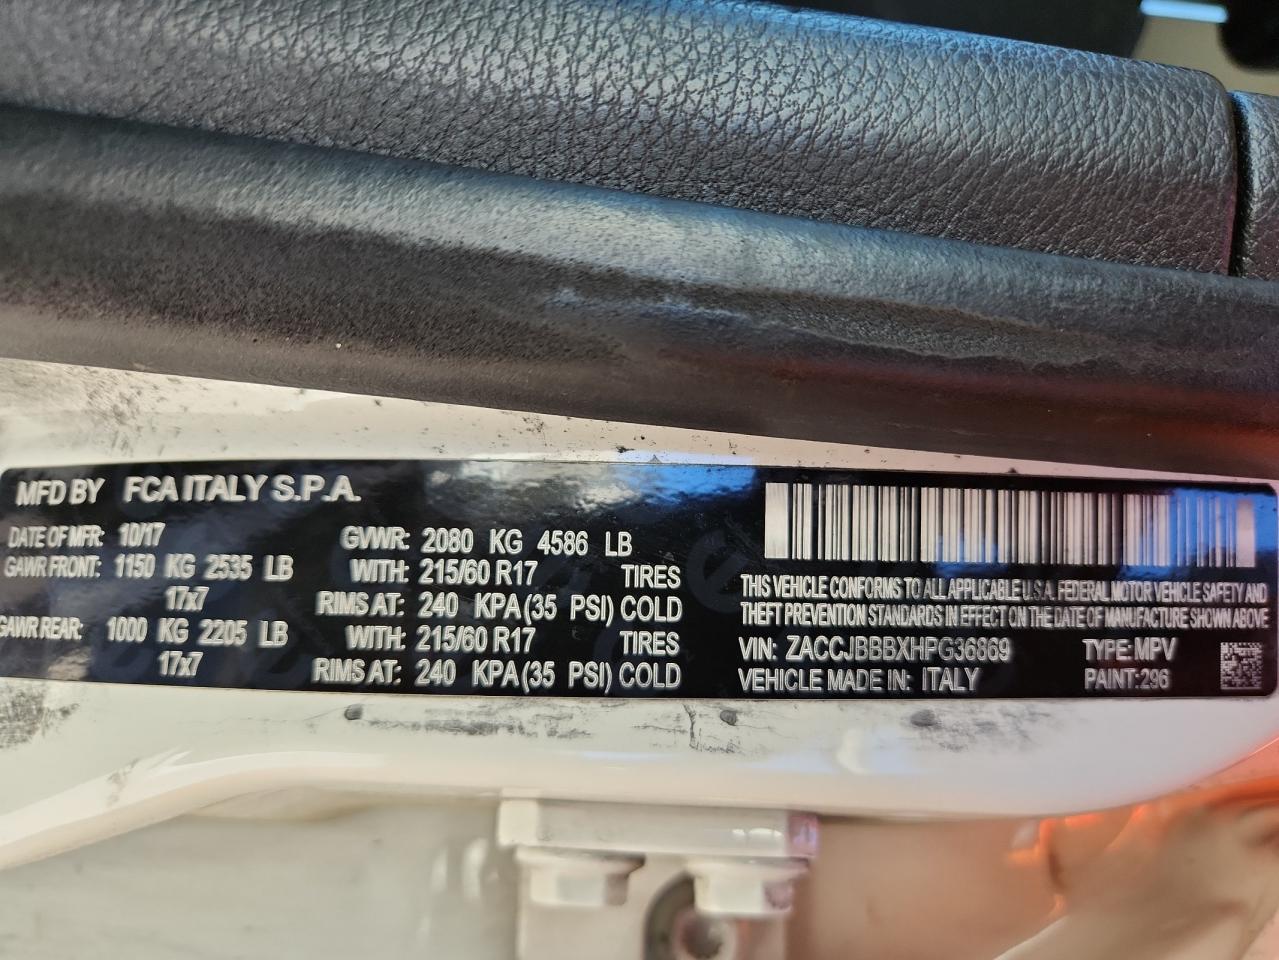 MFD BY FCA ITALY S.P.A.
DATE OF MFR: 10/17 GVWR: 2080 KG 4586 LB
GAWR FRONT: 1150 KG 2535 LB WITH: 215/60 R17 TIRES
17x7 RIMS AT: 240 KPA (35 PSI) COLD
GAWR REAR: 1000 KG 2205 LB WITH: 215/60 R17 TIRES
17x7 RIMS AT: 240 KPA (35 PSI) COLD
THIS VEHICLE CONFORMS TO ALL APPLICABLE U.S.A. FEDERAL MOTOR VEHICLE SAFETY AND
THEFT PREVENTION STANDARDS IN EFFECT ON THE DATE OF MANUFACTURE SHOWN ABOVE
VIN: ZACCJBBBXHPG36869 TYPE: MPV
VEHICLE MADE IN: ITALY PAINT: 296